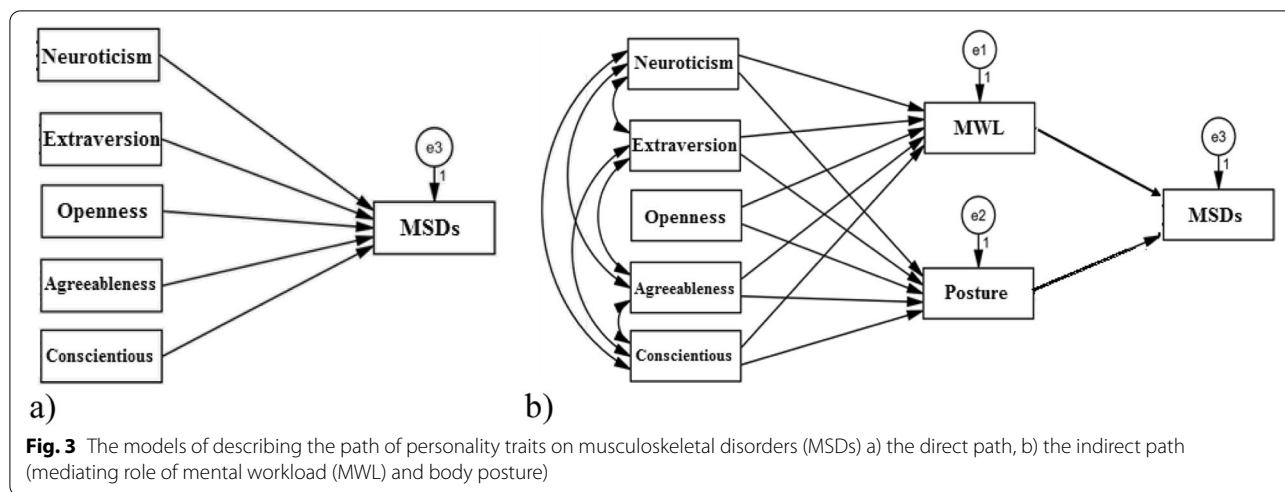 Neuroticism
Extraversion
Openness
Agreeableness
Conscientious
e3
1
MSDs
a)
Neuroticism
Extraversion
Openness
Agreeableness
Conscientious
e1
1
MWL
e2
1
Posture
e3
1
MSDs
b)
Fig. 3 The models of describing the path of personality traits on musculoskeletal disorders (MSDs) a) the direct path, b) the indirect path
(mediating role of mental workload (MWL) and body posture)